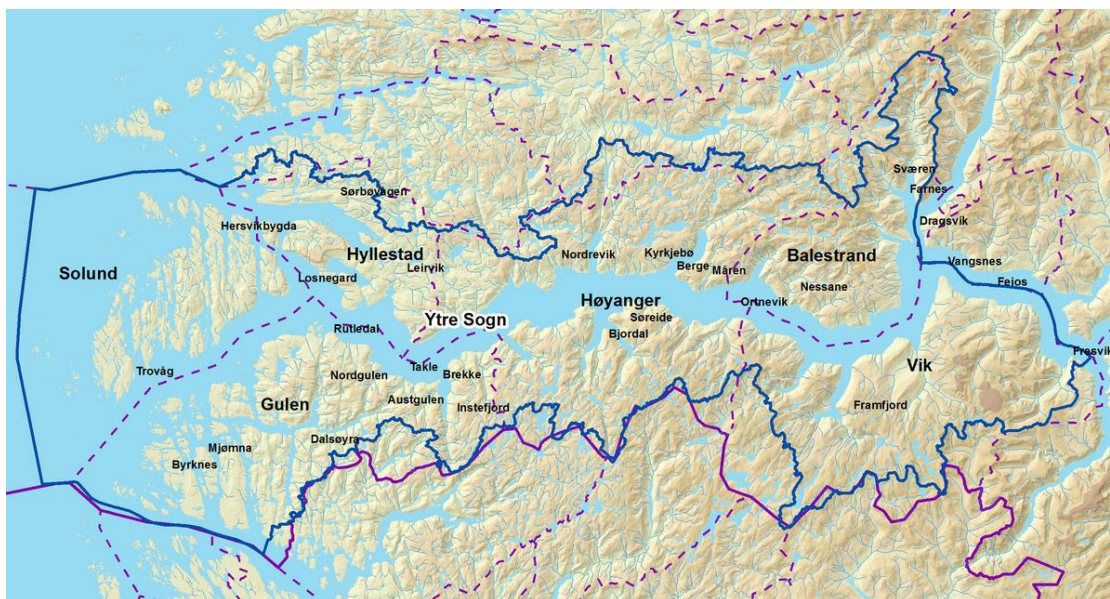 Sværen
Farnes
Sørbøvågen
Dragsvik
Hersvikbygda
Hyllestad
Nordrevik
Kyrkjebø
Balestrand
Vangsnes
Solund
Losnegard
Leirvik
Berge
Måren
Nessane
Feios
Høyanger
Ortnevik
Ytre Sogn
Søreide
Rutledal
Bjordal
Fresvik
Takle
Vik
Trovåg
Nordgulen
Brekke
Gulen
Austgulen
Instefjord
Framfjord
Dalsøyra
Mjømna
Byrknes